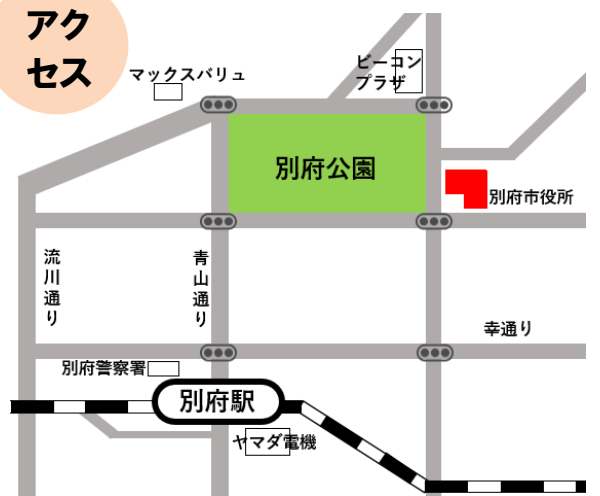 アク
セス
マックスバリュ
ビーコン
プラザ
別府公園
別府市役所
流川通り
青山通り
幸通り
別府警察署
別府駅
ヤマダ電機